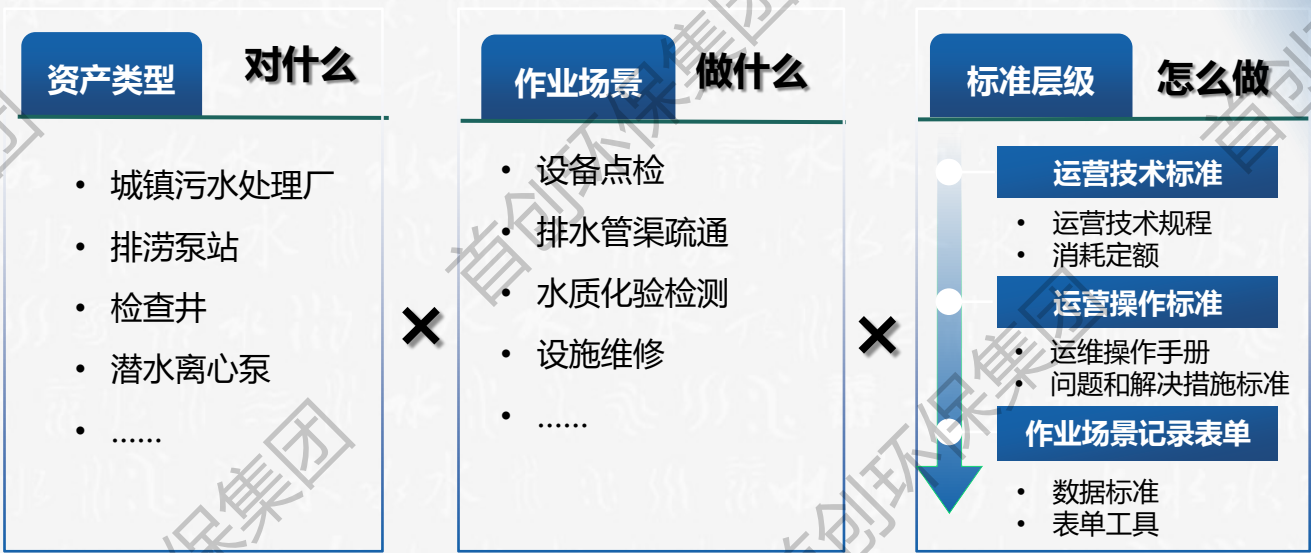 资产类型 对什么
• 城镇污水处理厂
• 排涝泵站
• 检查井
• 潜水离心泵
• ......
×
作业场景 做什么
• 设备点检
• 排水管渠疏通
• 水质化验检测
• 设施维修
• ......
×
标准层级 怎么做
运营技术标准
• 运营技术规程
• 消耗定额
运营操作标准
• 运维操作手册
• 问题和解决措施标准
作业场景记录表单
• 数据标准
• 表单工具
首创环保集团